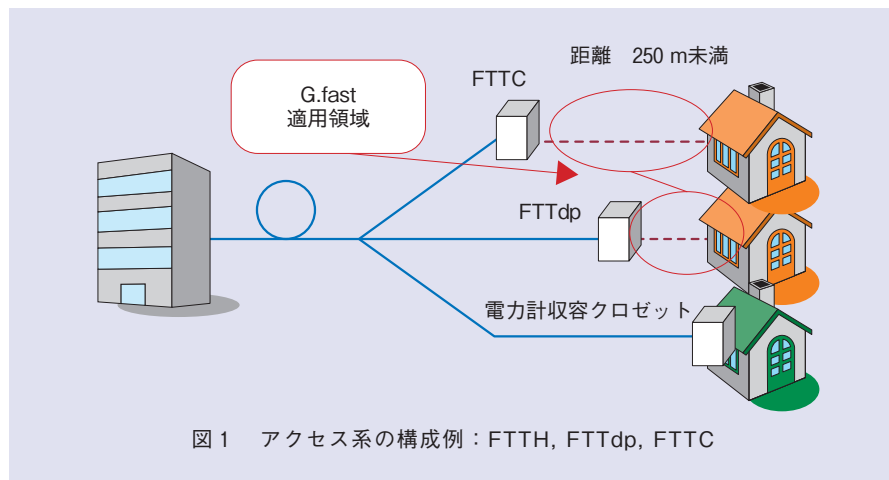 距離　250 m未満
FTTC
G.fast
適用領域
FTTdp
電力計収容クロゼット
図1　アクセス系の構成例：FTTH, FTTdp, FTTC